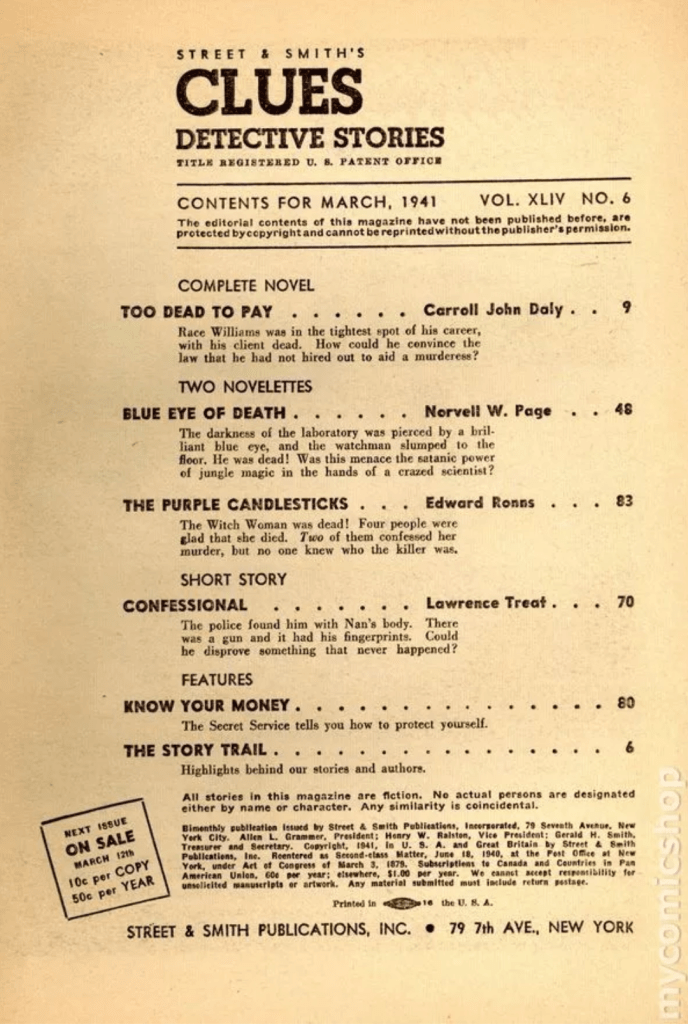 STREET & SMITH'S
CLUES
DETECTIVE STORIES
TITLE REGISTERED U. S. PATENT OFFICE
CONTENTS FOR MARCH, 1941 VOL. XLIV NO. 6
The editorial contents of this magazine have not been published before, are
protected by copyright and cannot be reprinted without the publisher's permission.
COMPLETE NOVEL
TOO DEAD TO PAY . . . . . . Carroll John Daly . . 9
Race Williams was in the tightest spot of his career,
with his client dead. How could he convince the
law that he had not hired out to aid a murderess?
TWO NOVELETTES
BLUE EYE OF DEATH . . . . . . Norvell W. Page . . 48
The darkness of the laboratory was pierced by a bril-
liant blue eye, and the watchman slumped to the
floor. He was dead! Was this menace the satanic power
of jungle magic in the hands of a crazed scientist?
THE PURPLE CANDLESTICKS . . . Edward Ronns . . . 83
The Witch Woman was dead! Four people were
glad that she died. Two of them confessed her
murder, but no one knew who the killer was.
SHORT STORY
CONFESSIONAL . . . . . . . Lawrence Treat . . . 70
The police found him with Nan's body. There
was a gun and it had his fingerprints. Could
he disprove something that never happened?
FEATURES
KNOW YOUR MONEY . . . . . . . . . . . . . . . . 80
The Secret Service tells you how to protect yourself.
THE STORY TRAIL . . . . . . . . . . . . . . . . . 6
Highlights behind our stories and authors.
All stories in this magazine are fiction. No actual persons are designated
either by name or character. Any similarity is coincidental.
NEXT ISSUE
ON SALE
MARCH 12th
10c per COPY
50c per YEAR
Bimonthly publication issued by Street & Smith Publications, Incorporated, 79 Seventh Avenue, New
York City. Allen L. Grammer, President; Henry W. Ralston, Vice President; Gerald H. Smith,
Treasurer and Secretary. Copyright, 1941, in U. S. A. and Great Britain by Street & Smith
Publications, Inc. Reentered as Second-class Matter, June 18, 1940, at the Post Office at New
York, under Act of Congress of March 3, 1879. Subscriptions to Canada and Countries in Pan
American Union, 60c per year; elsewhere, $1.00 per year. We cannot accept responsibility for
unsolicited manuscripts or artwork. Any material submitted must include return postage.
Printed in 16 the U. S. A.
STREET & SMITH PUBLICATIONS, INC. • 79 7th AVE., NEW YORK
mycomicshop